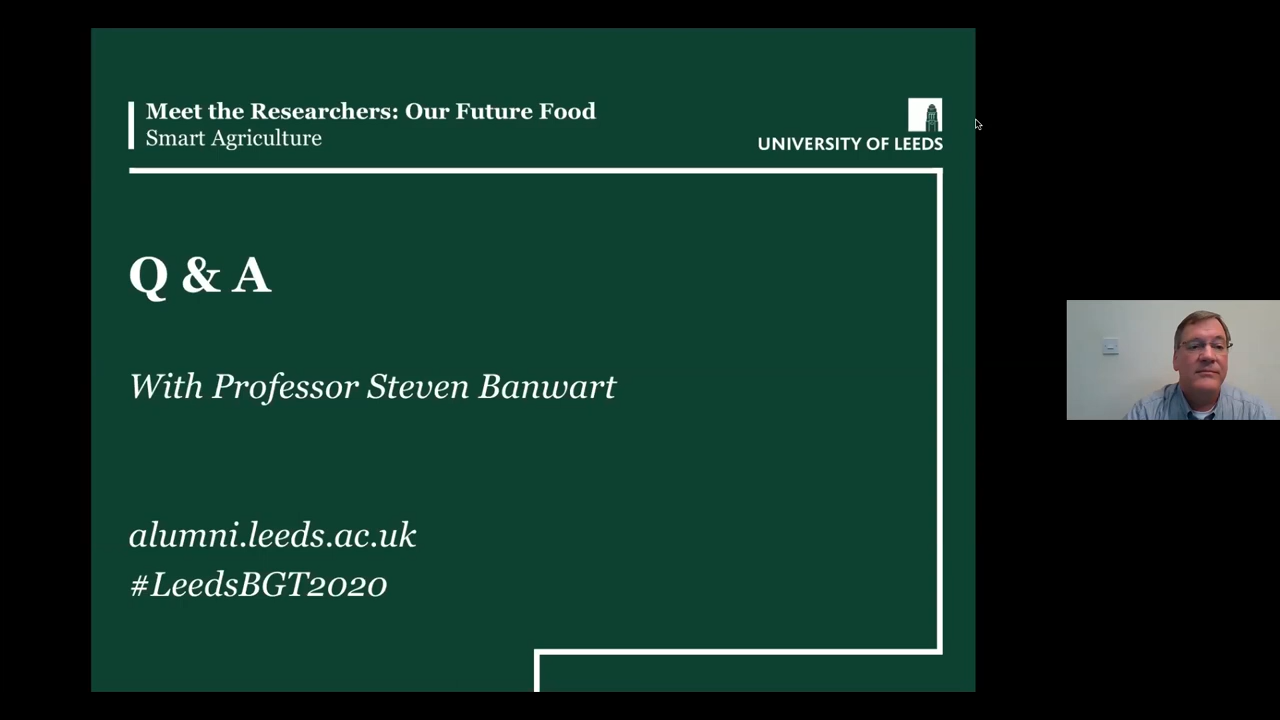 Meet the Researchers: Our Future Food
Smart Agriculture
UNIVERSITY OF LEEDS
Q & A
With Professor Steven Banwart
alumni.leeds.ac.uk
#LeedsBGT2020